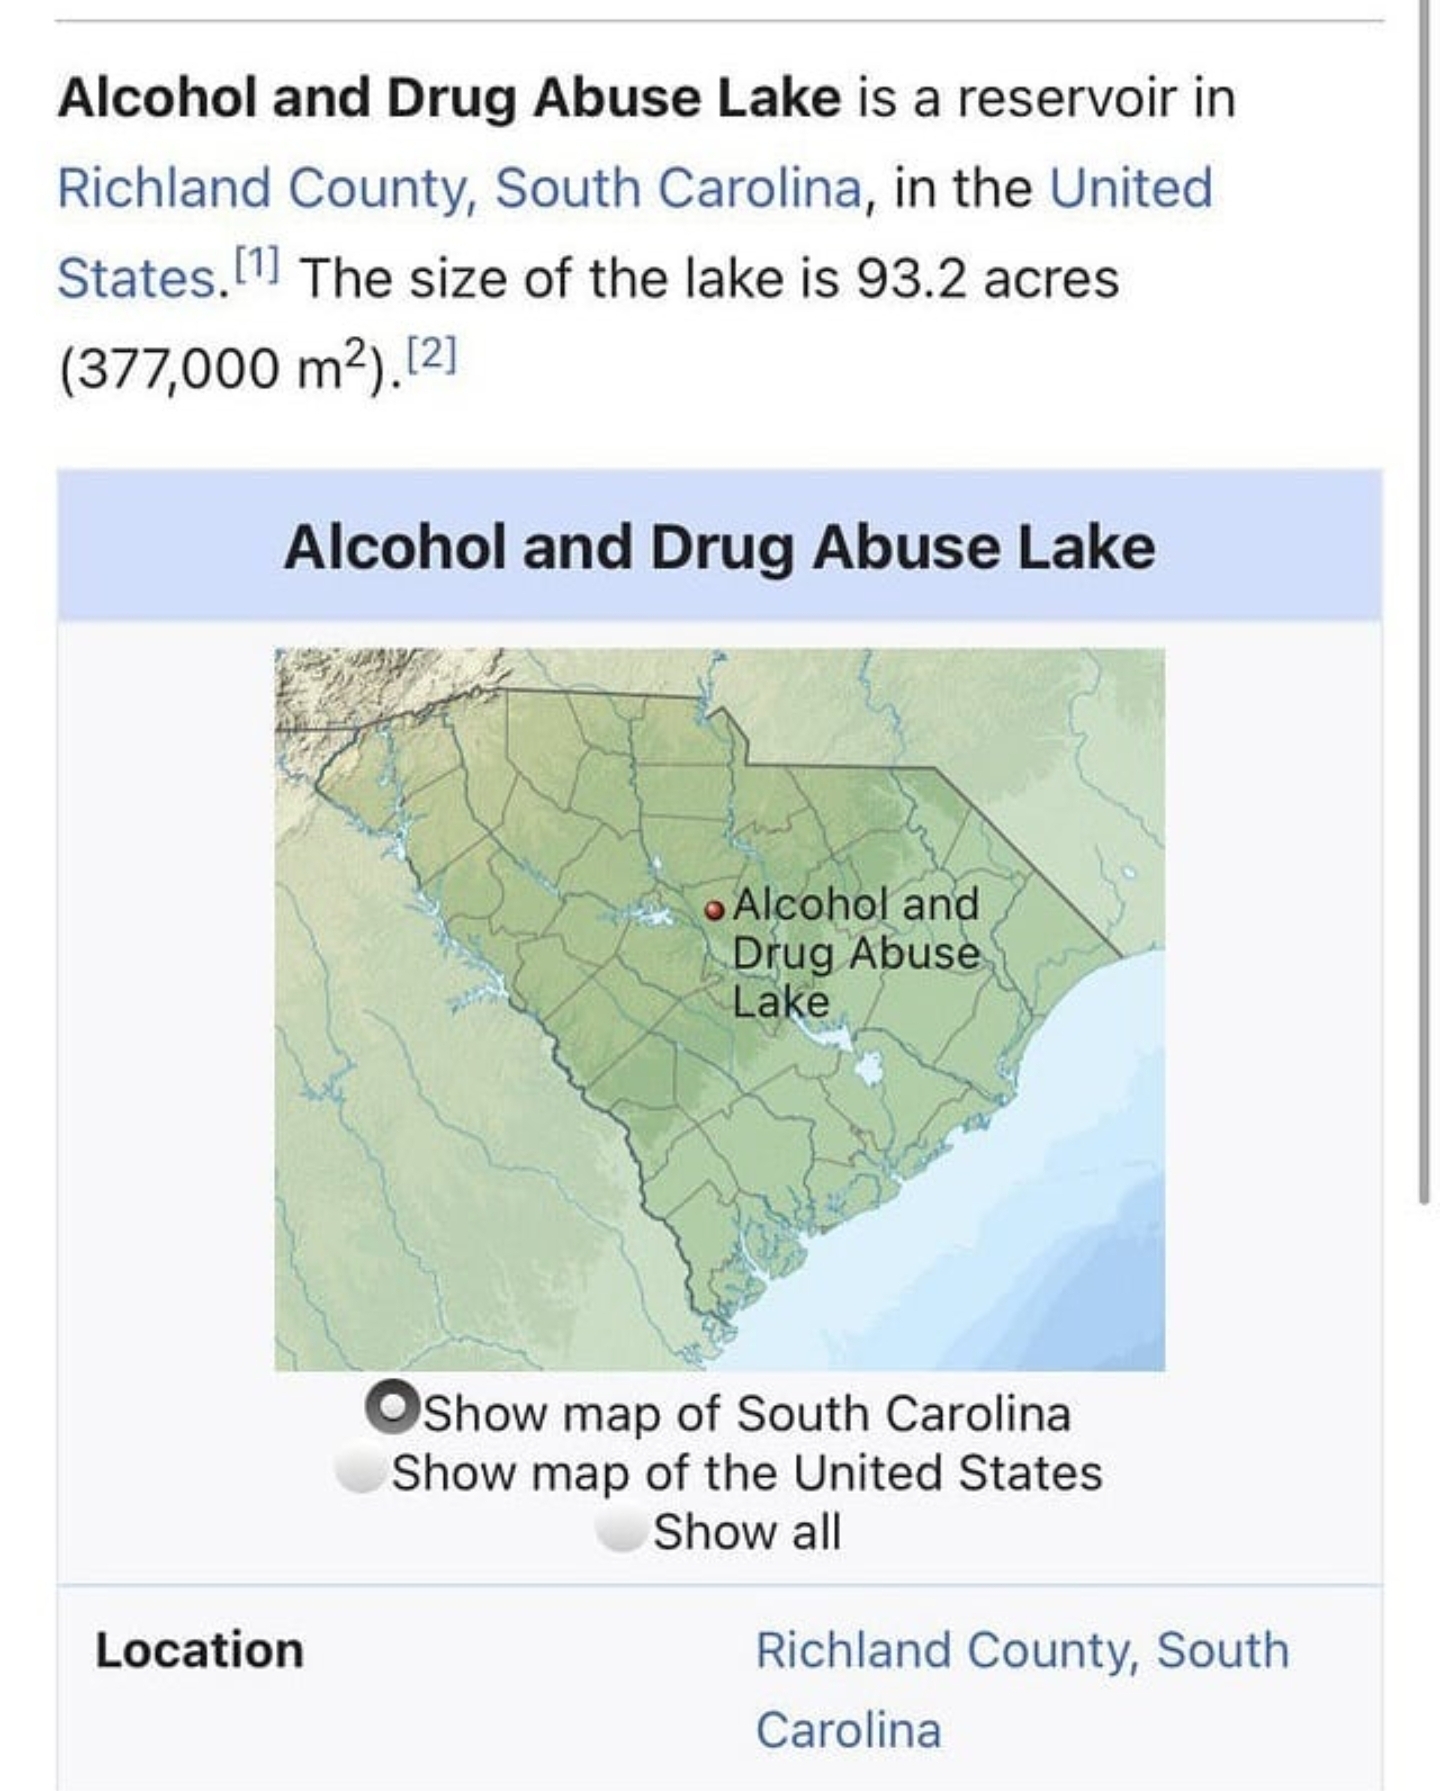 Alcohol and Drug Abuse Lake is a reservoir in
Richland County, South Carolina, in the United
States.[1] The size of the lake is 93.2 acres
(377,000 m²).[2]
Alcohol and Drug Abuse Lake
Alcohol and
Drug Abuse
Lake
Show map of South Carolina
Show map of the United States
Show all
Location
Richland County, South
Carolina